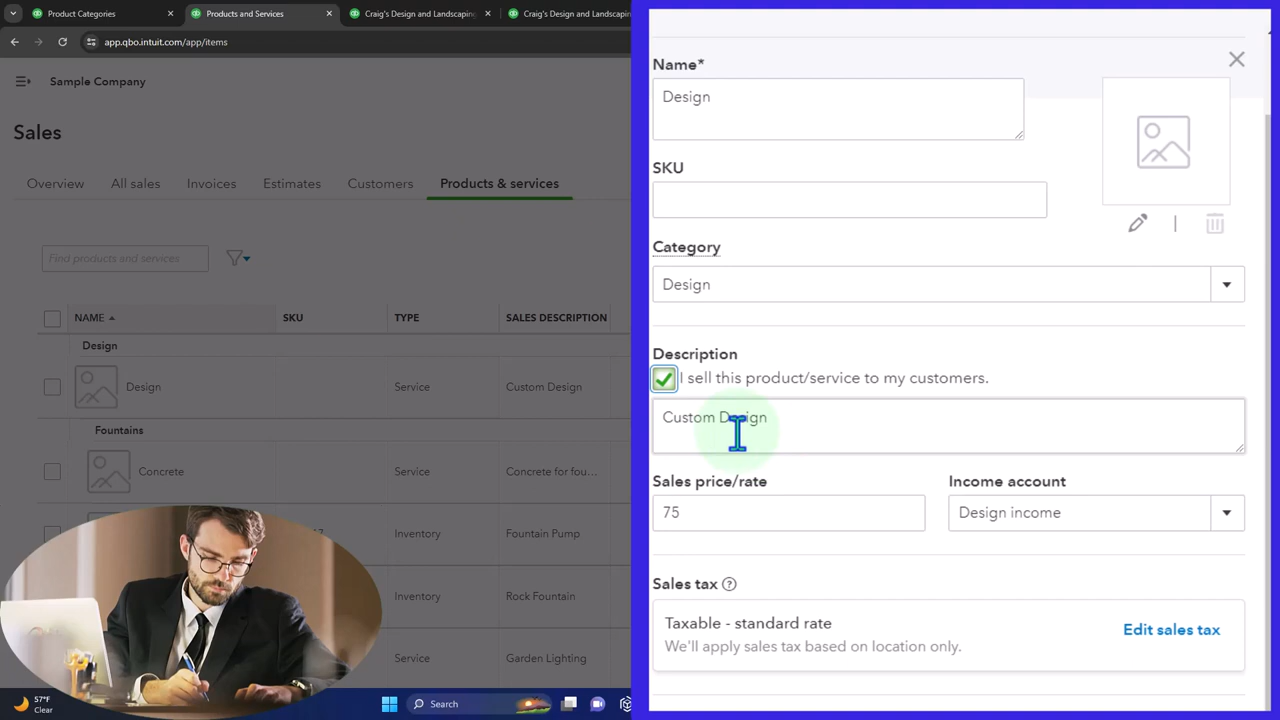 Product Categories
Products and Services
Craig's Design and Landscaping
Craig's Design and Landscapin
app.qbo.intuit.com/app/items
Sample Company
Sales
Overview
All sales
Invoices
Estimates
Customers
Products & services
Find products and services
NAME
SKU
TYPE
SALES DESCRIPTION
Design
Design
Service
Custom Design
Fountains
Concrete
Service
Concrete for fou...
Inventory
Fountain Pump
Inventory
Rock Fountain
Service
Garden Lighting
57°F
Clear
Search
Name*
Design
SKU
Category
Design
Description
I sell this product/service to my customers.
Custom Design
Sales price/rate
Income account
75
Design income
Sales tax
Taxable - standard rate
Edit sales tax
We'll apply sales tax based on location only.